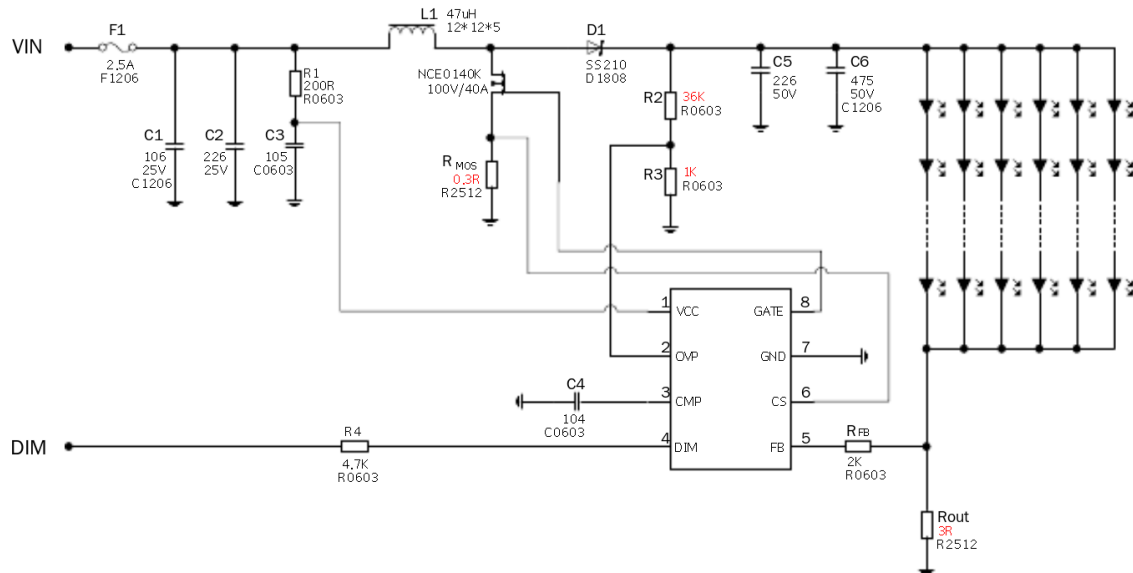 VIN
F1
2.5A
F1206
L1 47uH
12*12*5
D1
SS210
D1808
NCE0140K
100V/40A
R1
200R
R0603
C1
106
25V
C1206
C2
226
25V
C3
105
C0603
R MOS
0.3R
R2512
R2 36K
R0603
R3 1K
R0603
C5
226
50V
C6
475
50V
C1206
1 VCC GATE 8
2 OVP GND 7
3 CMP CS 6
4 DIM FB 5
C4
104
C0603
DIM
R4
4.7K
R0603
RFB
2K
R0603
Rout
3R
R2512